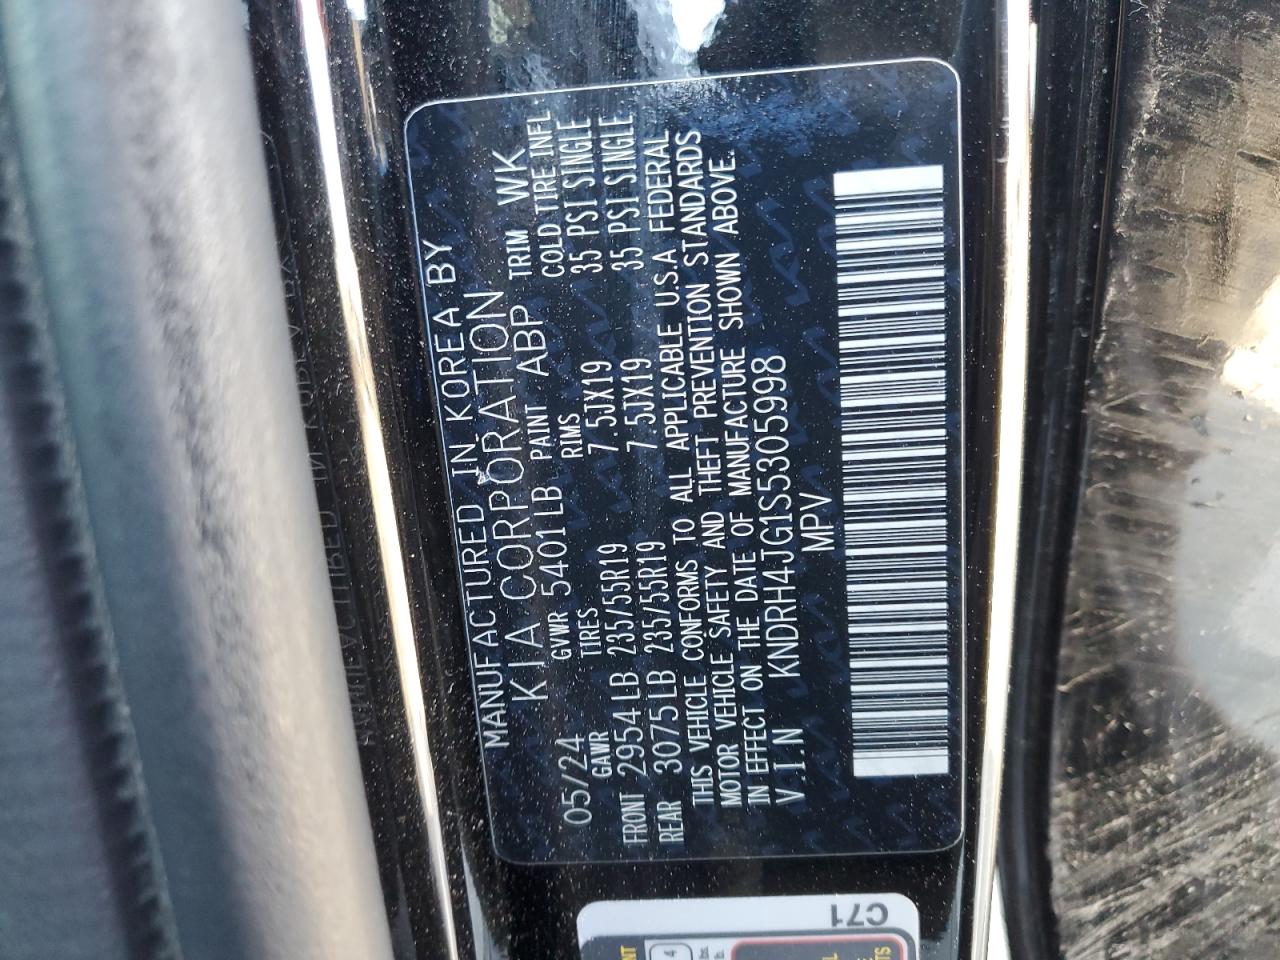 MANUFACTURED IN KOREA BY
KIA CORPORATION
05/24 GVWR 5401LB PAINT ABP TRIM WK
GAWR TIRES RIMS COLD TIRE INFL
FRONT 2954LB 235/55R19 7.5JX19 35 PSI SINGLE
REAR 3075LB 235/55R19 7.5JX19 35 PSI SINGLE
THIS VEHICLE CONFORMS TO ALL APPLICABLE U.S.A FEDERAL
MOTOR VEHICLE SAFETY AND THEFT PREVENTION STANDARDS
IN EFFECT ON THE DATE OF MANUFACTURE SHOWN ABOVE.
V.I.N KNDRH4JG1S5305998
MPV
C71
4